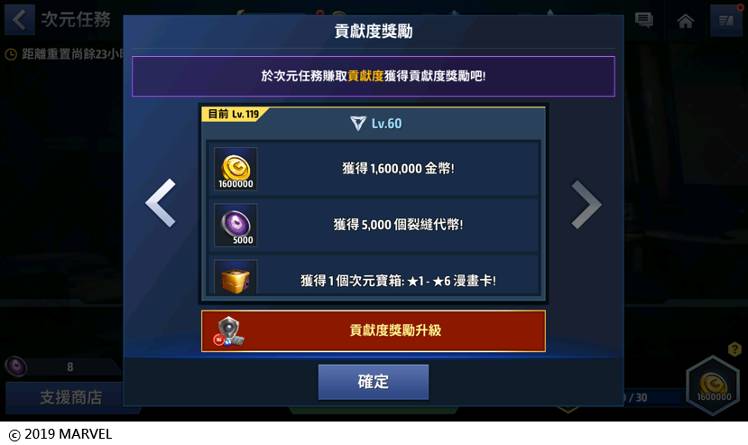 次元任務
距離重置尚餘23小時
貢獻度獎勵
於次元任務賺取貢獻度獲得貢獻度獎勵吧!
目前 Lv.119
Lv.60
1600000
獲得 1,600,000 金幣!
5000
獲得 5,000 個裂縫代幣!
獲得 1 個次元寶箱: ★1 - ★6 漫畫卡!
貢獻度獎勵升級
確定
8
支援商店
/ 30
?
1600000
© 2019 MARVEL